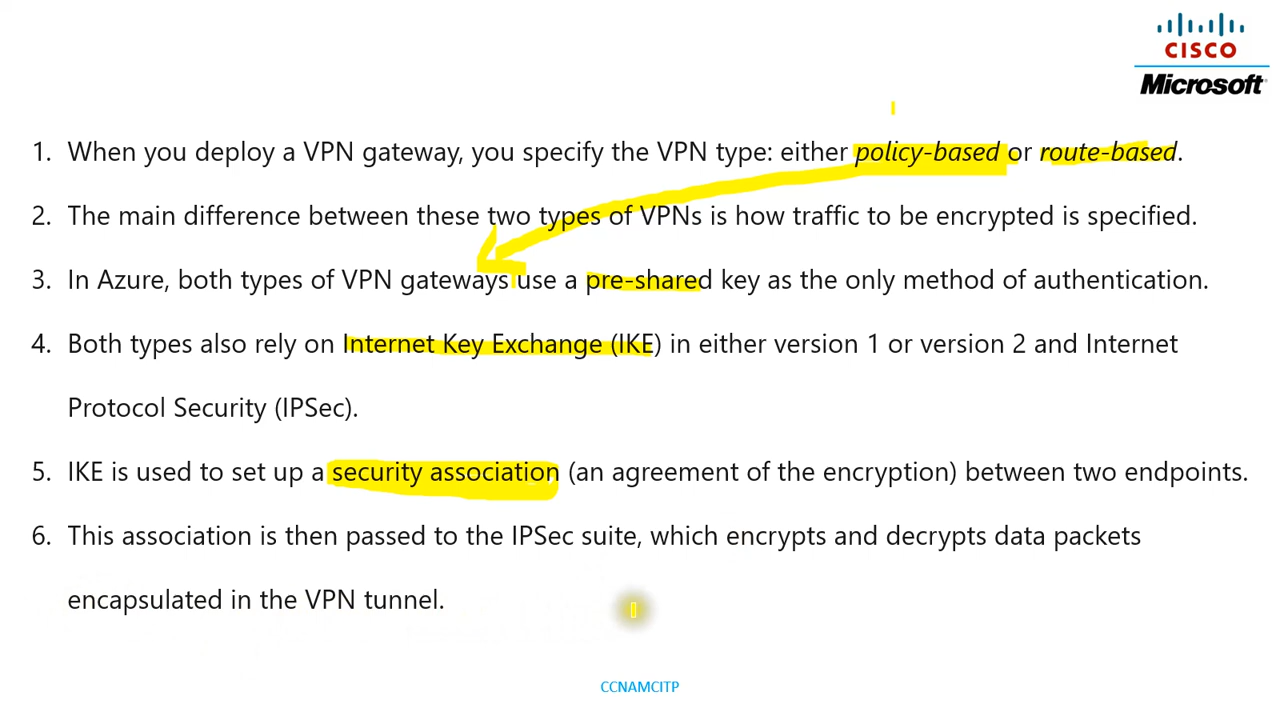 CISCO
Microsoft
1. When you deploy a VPN gateway, you specify the VPN type: either policy-based or route-based.
2. The main difference between these two types of VPNs is how traffic to be encrypted is specified.
3. In Azure, both types of VPN gateways use a pre-shared key as the only method of authentication.
4. Both types also rely on Internet Key Exchange (IKE) in either version 1 or version 2 and Internet
Protocol Security (IPSec).
5. IKE is used to set up a security association (an agreement of the encryption) between two endpoints.
6. This association is then passed to the IPSec suite, which encrypts and decrypts data packets
encapsulated in the VPN tunnel.
CCNAMCITP